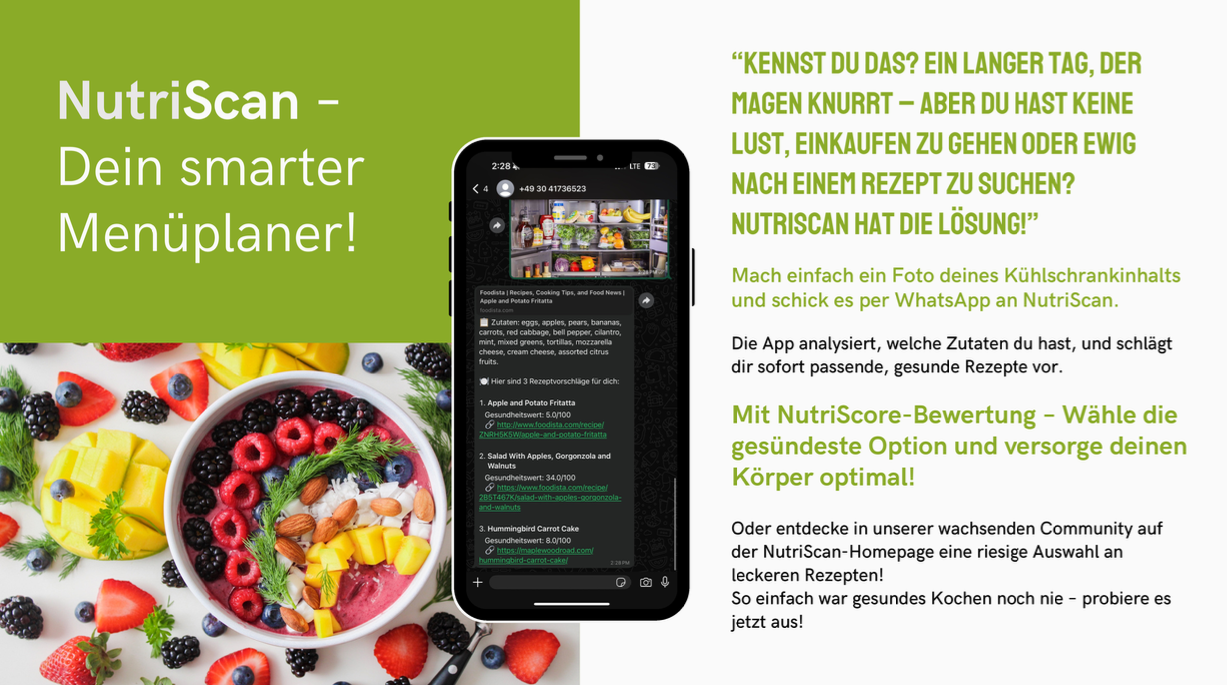 NutriScan –
Dein smarter
Menüplaner!
2:28
LTE 73
4 +49 30 41736523
Foodista | Recipes, Cooking Tips, and Food News |
Apple and Potato Fritatta
foodista.com
📋 Zutaten: eggs, apples, pears, bananas,
carrots, red cabbage, bell pepper, cilantro,
mint, mixed greens, tortillas, mozzarella
cheese, cream cheese, assorted citrus
fruits.
🍽️ Hier sind 3 Rezeptvorschläge für dich:
1. Apple and Potato Fritatta
Gesundheitswert: 5.0/100
🔗 http://www.foodista.com/recipe/
ZNRH5K5W/apple-and-potato-fritatta
2. Salad With Apples, Gorgonzola and
Walnuts
Gesundheitswert: 34.0/100
🔗 https://www.foodista.com/recipe/
2B5T467K/salad-with-apples-gorgonzola-
and-walnuts
3. Hummingbird Carrot Cake
Gesundheitswert: 8.0/100
🔗 https://maplewoodroad.com/
hummingbird-carrot-cake/
“KENNST DU DAS? EIN LANGER TAG, DER
MAGEN KNURRT – ABER DU HAST KEINE
LUST, EINKAUFEN ZU GEHEN ODER EWIG
NACH EINEM REZEPT ZU SUCHEN?
NUTRISCAN HAT DIE LÖSUNG!”
Mach einfach ein Foto deines Kühlschrankinhalts
und schick es per WhatsApp an NutriScan.
Die App analysiert, welche Zutaten du hast, und schlägt
dir sofort passende, gesunde Rezepte vor.
Mit NutriScore-Bewertung – Wähle die
gesündeste Option und versorge deinen
Körper optimal!
Oder entdecke in unserer wachsenden Community auf
der NutriScan-Homepage eine riesige Auswahl an
leckeren Rezepten!
So einfach war gesundes Kochen noch nie – probiere es
jetzt aus!